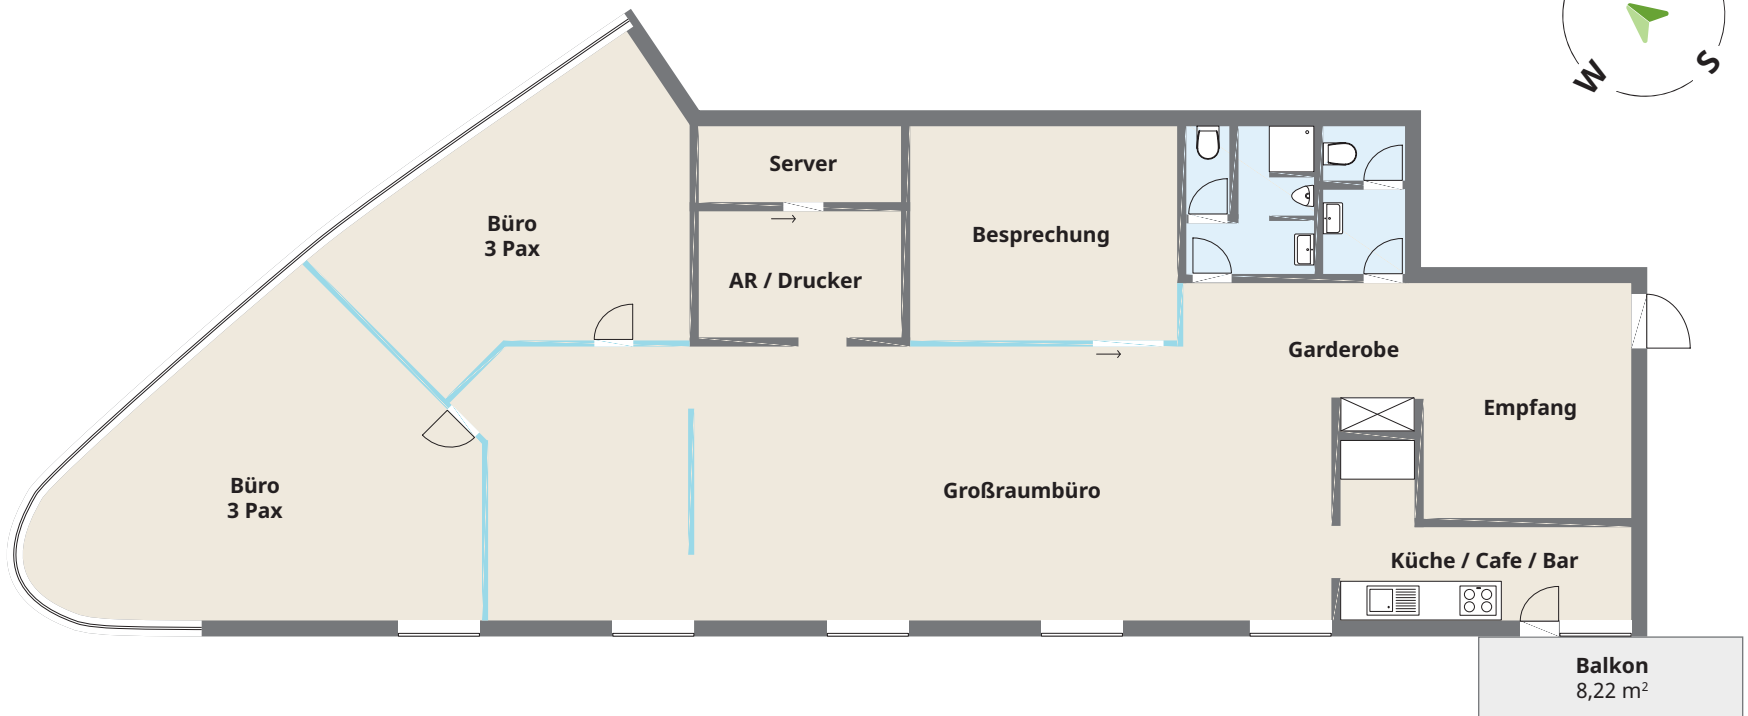 W
S
Server
Büro
3 Pax
Besprechung
AR / Drucker
Garderobe
Empfang
Büro
3 Pax
Großraumbüro
Küche / Cafe / Bar
Balkon
8,22 m²